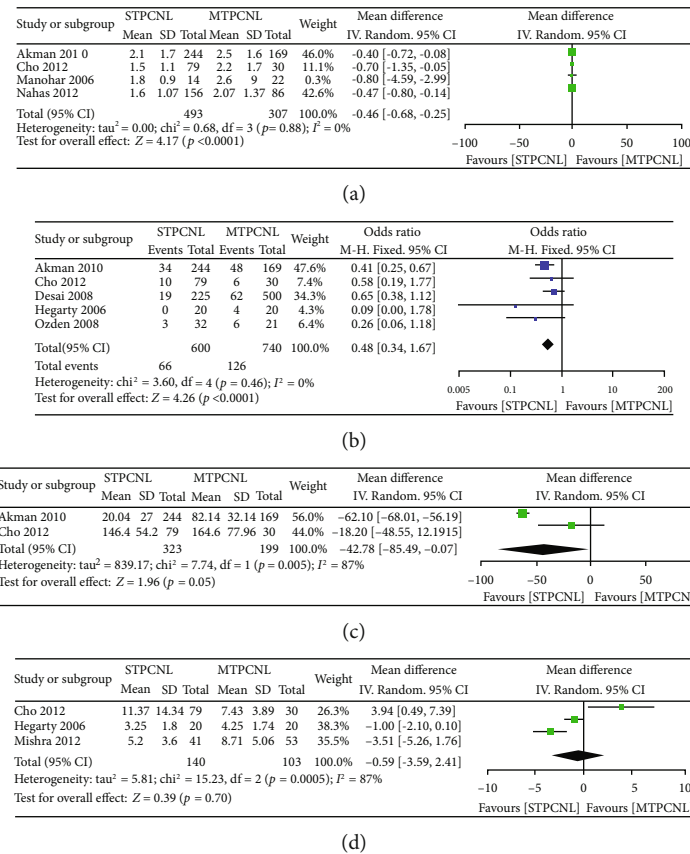 Study or subgroup STPCNL MTPCNL Weight Mean difference Mean difference
Mean SD Total Mean SD Total IV. Random. 95% CI IV. Random. 95% CI
Akman 201 0 2.1 1.7 244 2.5 1.6 169 46.0% -0.40 [-0.72, -0.08]
Cho 2012 1.5 1.1 79 2.2 1.7 30 11.1% -0.70 [-1.35, -0.05]
Manohar 2006 1.8 0.9 14 2.6 9 22 0.3% -0.80 [-4.59, -2.99]
Nahas 2012 1.6 1.07 156 2.07 1.37 86 42.6% -0.47 [-0.80, -0.14]
Total (95% CI) 493 307 100.0% -0.46 [-0.68, -0.25]
Heterogeneity: tau² = 0.00; chi² = 0.68, df = 3 (p= 0.88); I² = 0%
Test for overall effect: Z = 4.17 (p <0.0001)
−100 −50 0 50 100
Favours [STPCNL] Favours [MTPCNL]
(a)
Study or subgroup STPCNL MTPCNL Weight Odds ratio Odds ratio
Events Total Events Total M-H. Fixed. 95% CI M-H. Fixed. 95% CI
Akman 2010 34 244 48 169 47.6% 0.41 [0.25, 0.67]
Cho 2012 10 79 6 30 7.4% 0.58 [0.19, 1.77]
Desai 2008 19 225 62 500 34.3% 0.65 [0.38, 1.12]
Hegarty 2006 0 20 4 20 4.3% 0.09 [0.00, 1.78]
Ozden 2008 3 32 6 21 6.4% 0.26 [0.06, 1.18]
Total(95% CI) 600 740 100.0% 0.48 [0.34, 1.67]
Total events 66 126
Heterogeneity: chi² = 3.60, df = 4 (p = 0.46); I² = 0%
Test for overall effect: Z = 4.26 (p <0.0001)
0.005 0.1 1 10 200
Favours [STPCNL] Favours [MTPCNL]
(b)
Study or subgroup STPCNL MTPCNL Weight Mean difference Mean difference
Mean SD Total Mean SD Total IV. Random. 95% CI IV. Random. 95% CI
Akman 2010 20.04 27 244 82.14 32.14 169 56.0% −62.10 [−68.01, −56.19]
Cho 2012 146.4 54.2 79 164.6 77.96 30 44.0% −18.20 [−48.55, 12.1915]
Total (95% CI) 323 199 100.0% −42.78 [−85.49, −0.07]
Heterogeneity: tau² = 839.17; chi² = 7.74, df = 1 (p = 0.005); I² = 87%
Test for overall effect: Z = 1.96 (p = 0.05)
−100 −50 0 50
Favours [STPCNL] Favours [MTPCN
(c)
Study or subgroup STPCNL MTPCNL Weight Mean difference Mean difference
Mean SD Total Mean SD Total IV. Random. 95% CI IV. Random. 95% CI
Cho 2012 11.37 14.34 79 7.43 3.89 30 26.3% 3.94 [0.49, 7.39]
Hegarty 2006 3.25 1.8 20 4.25 1.74 20 38.3% −1.00 [-2.10, 0.10]
Mishra 2012 5.2 3.6 41 8.71 5.06 53 35.5% −3.51 [-5.26, 1.76]
Total (95% CI) 140 103 100.0% −0.59 [-3.59, 2.41]
Heterogeneity: tau² = 5.81; chi² = 15.23, df = 2 (p = 0.0005); I² = 87%
Test for overall effect: Z = 0.39 (p = 0.70)
−10 −5 0 5 10
Favours [STPCNL] Favours [MTPCNL]
(d)